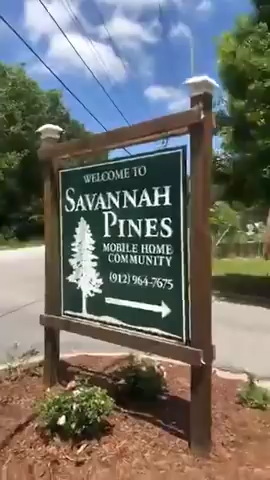 WELCOME TO
SAVANNAH
PINES
MOBILE HOME
COMMUNITY
(912) 964-7675